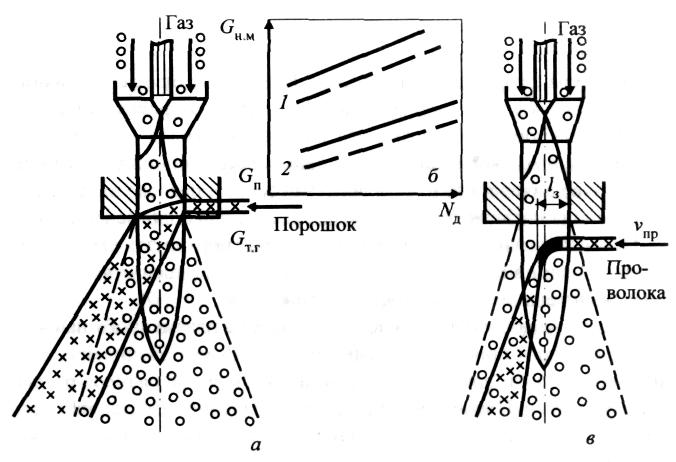 Газ
G н.м
1
2
б
N д
G п
Порошок
G т.г
а
Газ
l з
v пр
Про-
волока
в